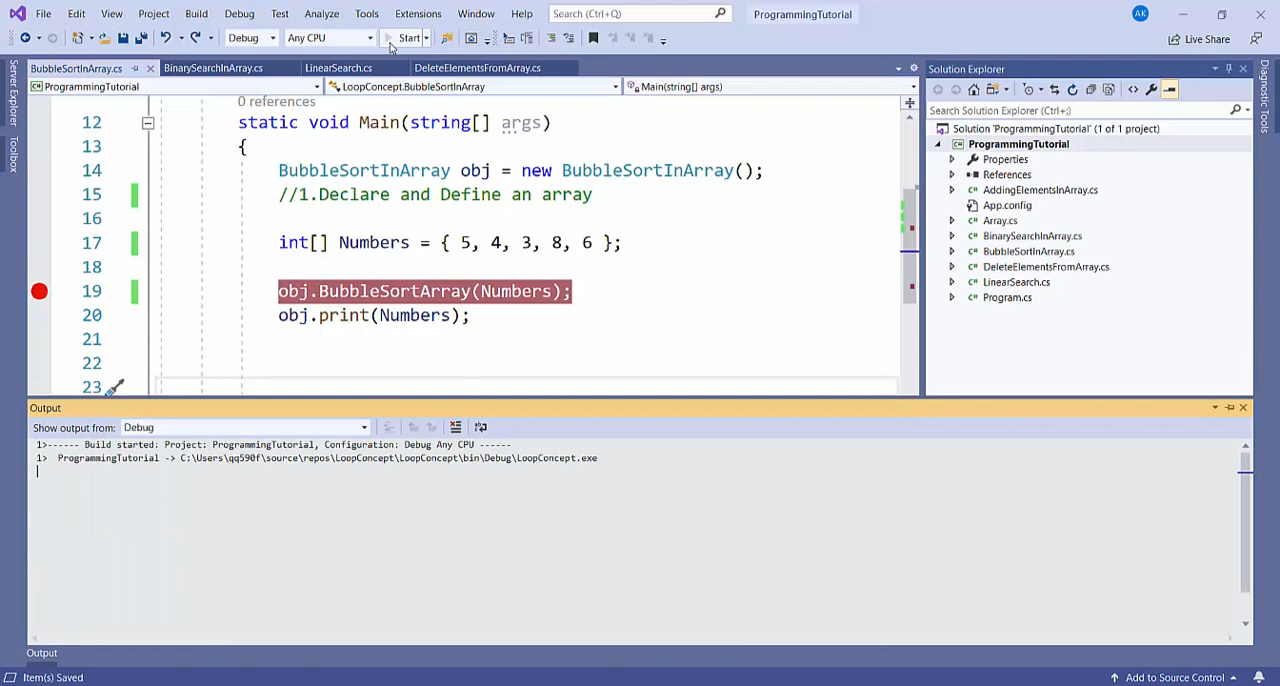 File Edit View Project Build Debug Test Analyze Tools Extensions Window Help Search (Ctrl+Q) ProgrammingTutorial AK
Debug Any CPU Start Live Share
BubbleSortInArray.cs BinarySearchInArray.cs LinearSearch.cs DeleteElementsFromArray.cs
ProgrammingTutorial LoopConcept.BubbleSortInArray Main(string[] args)
0 references
12 static void Main(string[] args)
13 {
14 BubbleSortInArray obj = new BubbleSortInArray();
15 //1.Declare and Define an array
16
17 int[] Numbers = { 5, 4, 3, 8, 6 };
18
19 obj.BubbleSortArray(Numbers);
20 obj.print(Numbers);
21
22
23
Server Explorer
Toolbox
Solution Explorer
Search Solution Explorer (Ctrl+;)
Solution 'ProgrammingTutorial' (1 of 1 project)
ProgrammingTutorial
Properties
References
AddingElementsInArray.cs
App.config
Array.cs
BinarySearchInArray.cs
BubbleSortInArray.cs
DeleteElementsFromArray.cs
LinearSearch.cs
Program.cs
Diagnostic Tools
Output
Show output from: Debug
1>------ Build started: Project: ProgrammingTutorial, Configuration: Debug Any CPU ------
1> ProgrammingTutorial -> C:\Users\qq590f\source\repos\LoopConcept\LoopConcept\bin\Debug\LoopConcept.exe
Output
Item(s) Saved Add to Source Control